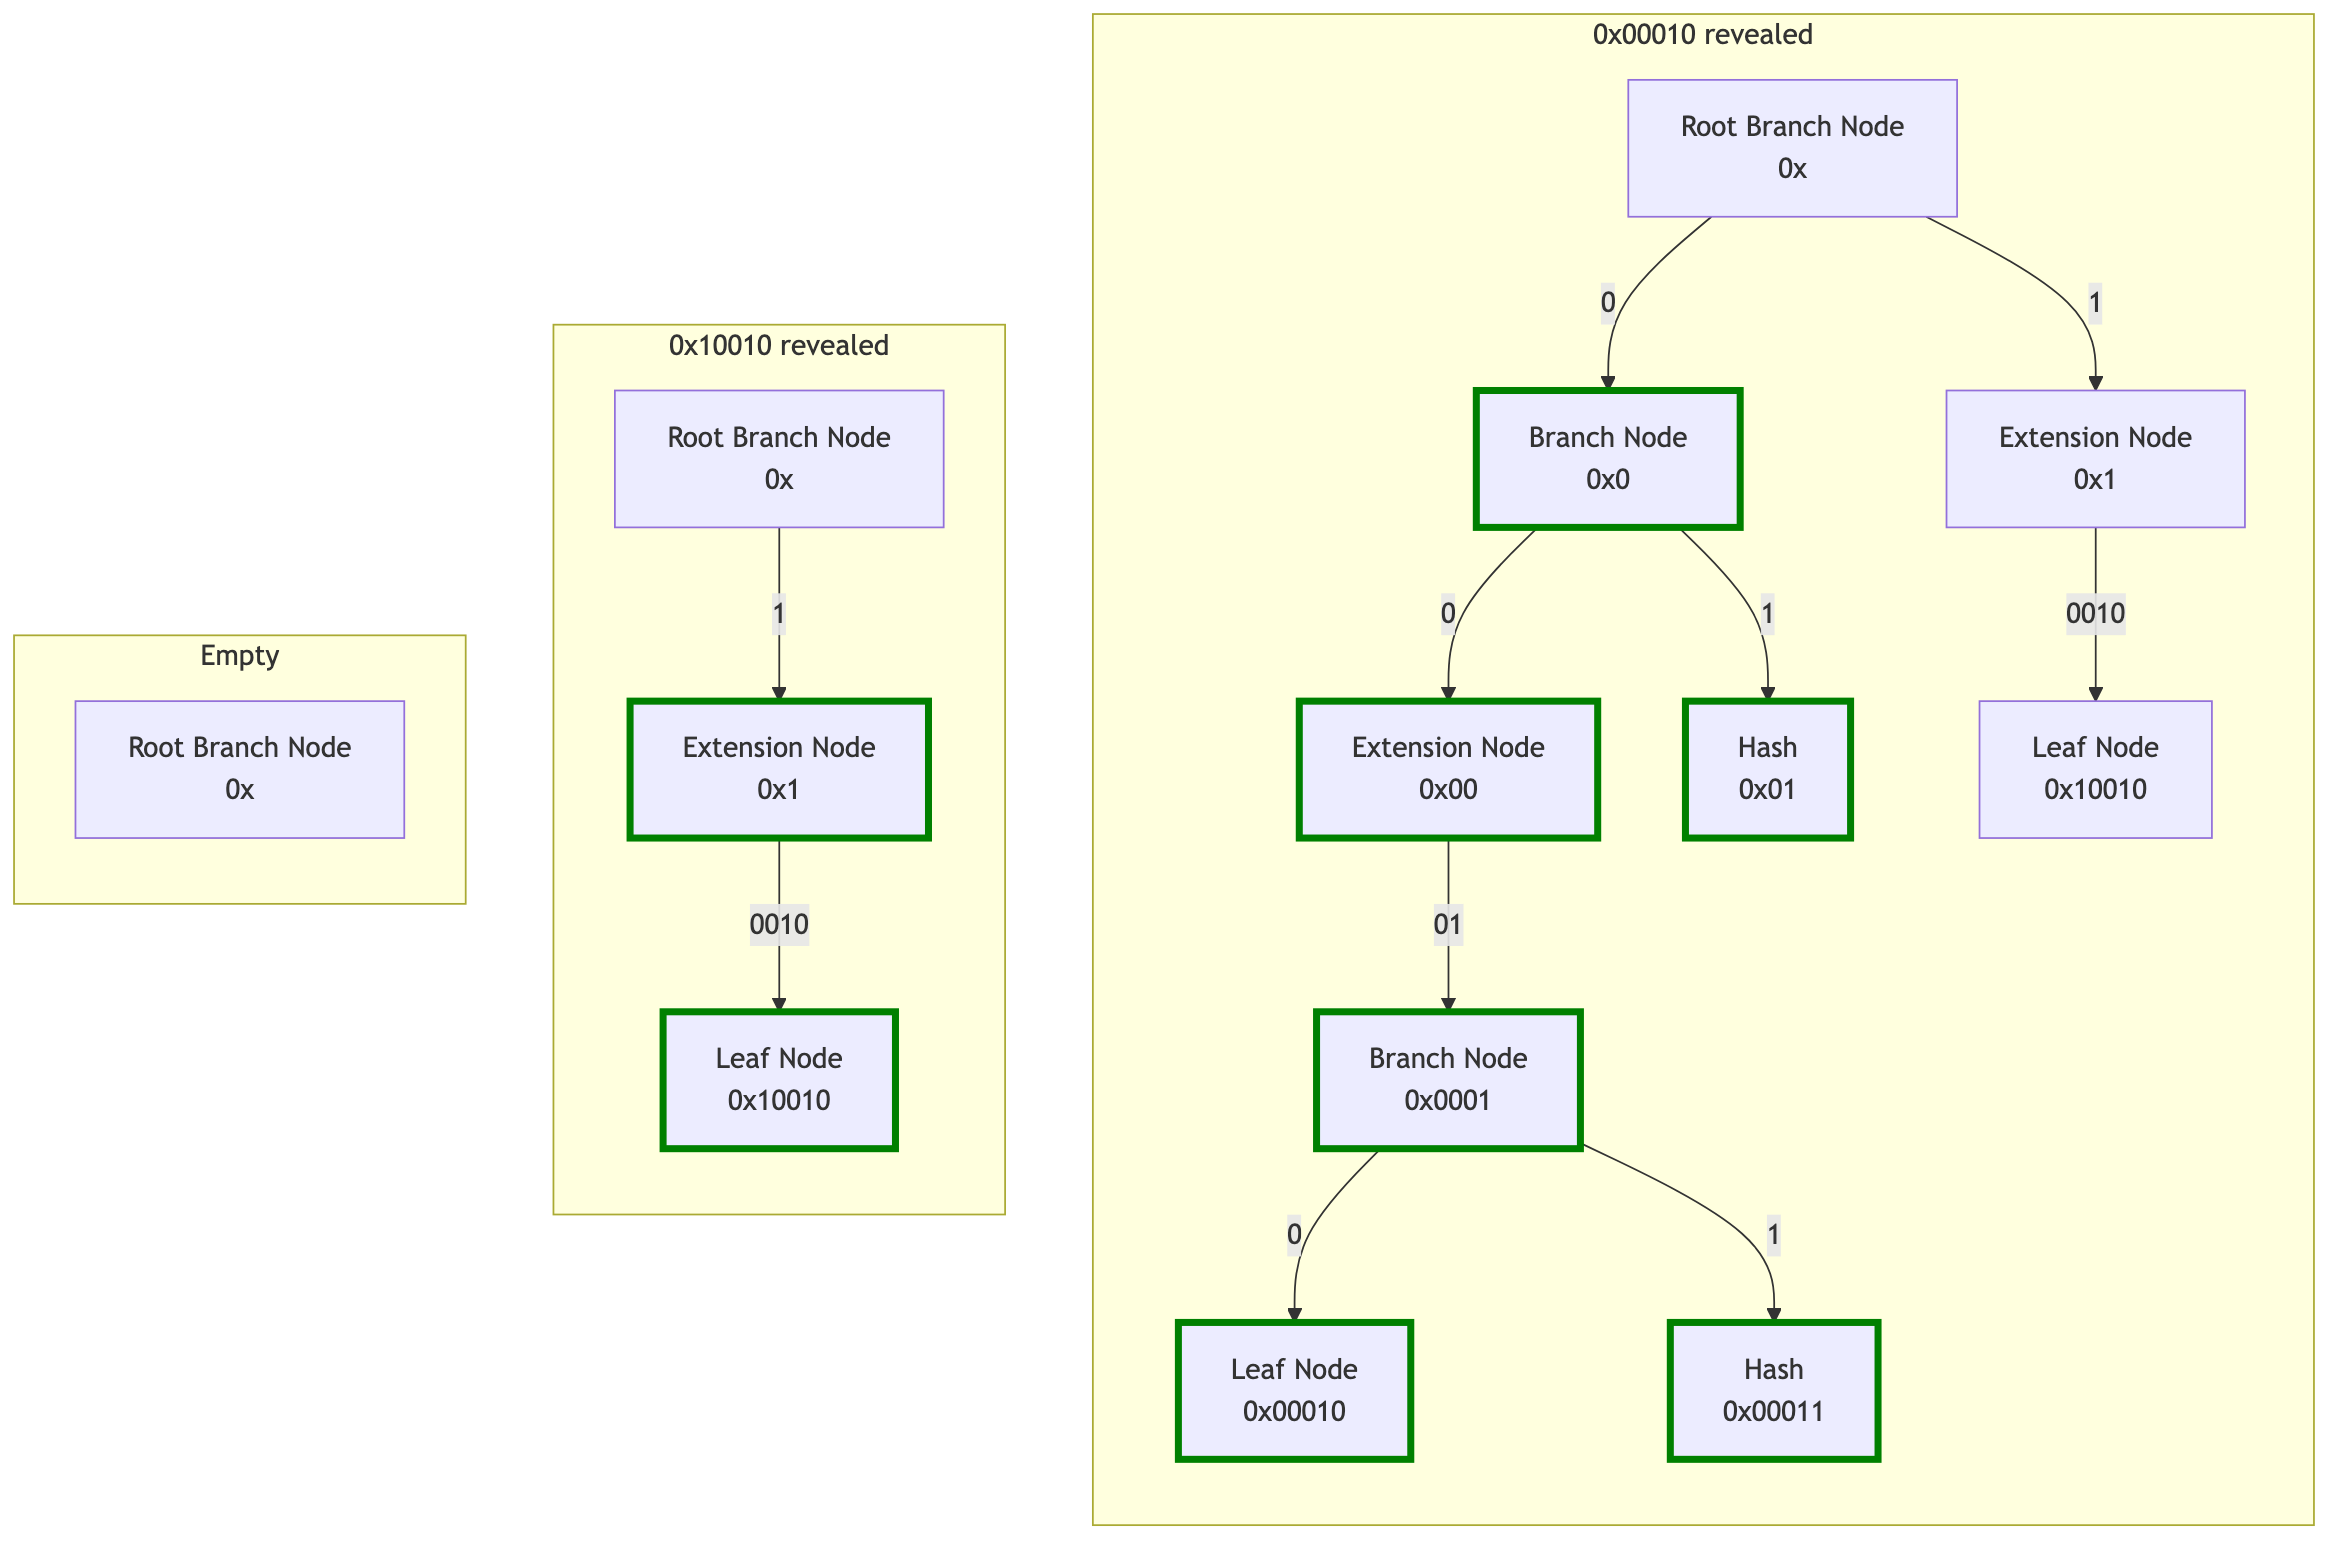 Empty
Root Branch Node
0x
0x10010 revealed
Root Branch Node
0x
1
Extension Node
0x1
0010
Leaf Node
0x10010
0x00010 revealed
Root Branch Node
0x
0
1
Branch Node
0x0
Extension Node
0x1
0
1
0010
Extension Node
0x00
Hash
0x01
Leaf Node
0x10010
01
Branch Node
0x0001
0
1
Leaf Node
0x00010
Hash
0x00011